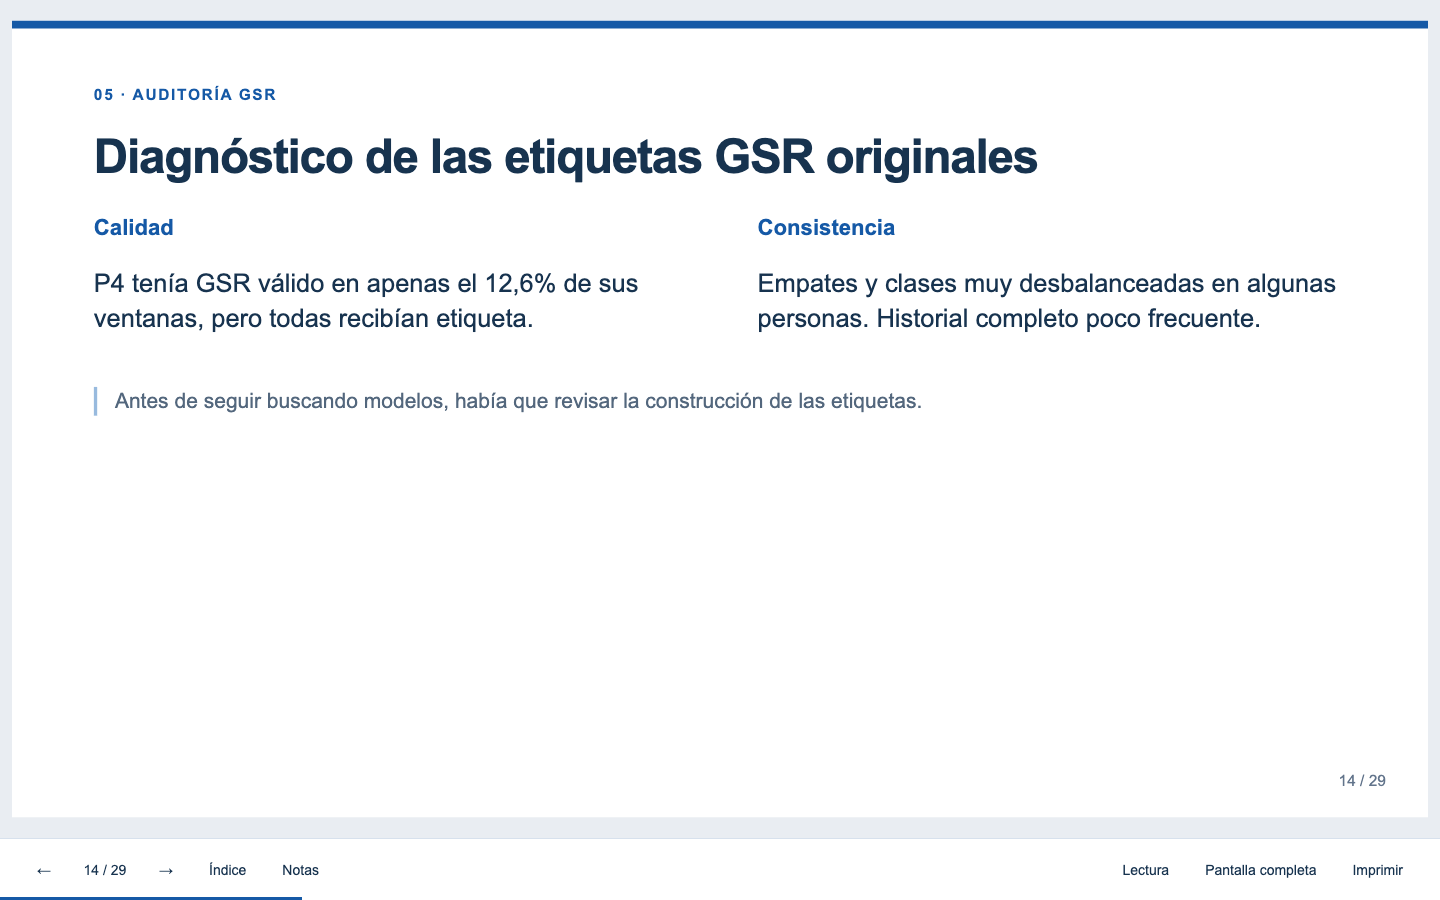 05 · AUDITORÍA GSR
Diagnóstico de las etiquetas GSR originales
Calidad
P4 tenía GSR válido en apenas el 12,6% de sus
ventanas, pero todas recibían etiqueta.
Consistencia
Empates y clases muy desbalanceadas en algunas
personas. Historial completo poco frecuente.
Antes de seguir buscando modelos, había que revisar la construcción de las etiquetas.
14 / 29
← 14 / 29 → Índice Notas Lectura Pantalla completa Imprimir